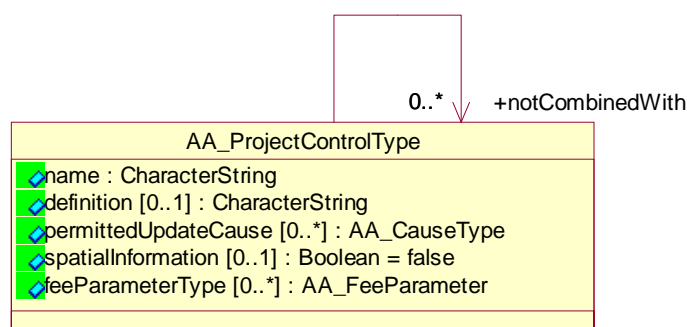 0..* +notCombinedWith
AA_ProjectControlType
name : CharacterString
definition [0..1] : CharacterString
permittedUpdateCause [0..*] : AA_CauseType
spatialInformation [0..1] : Boolean = false
feeParameterType [0..*] : AA_FeeParameter